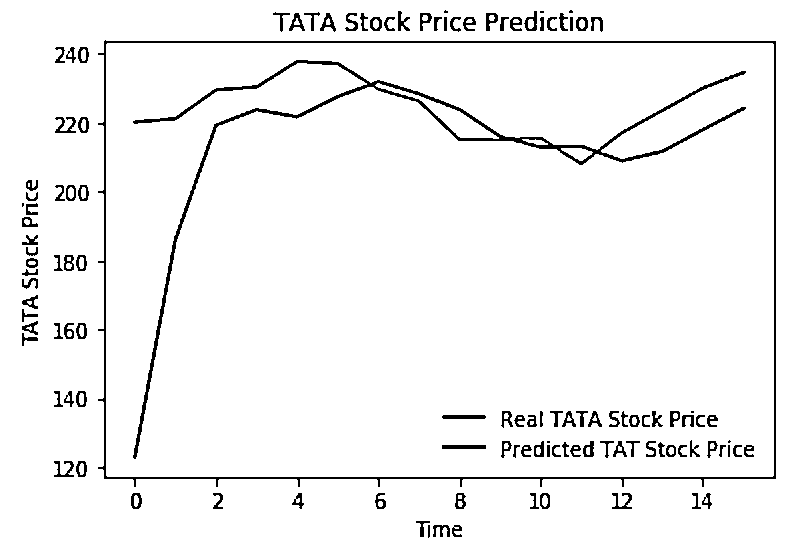 TATA Stock Price Prediction
TATA Stock Price
240
220
200
180
160
140
120
Real TATA Stock Price
Predicted TAT Stock Price
0 2 4 6 8 10 12 14
Time